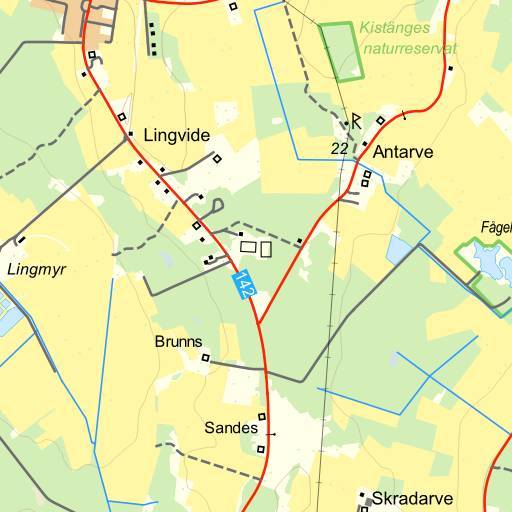 Kistänges
naturreservat
Lingvide
22
Antarve
Fågel
Lingmyr
142
Brunns
Sandes
Skradarve